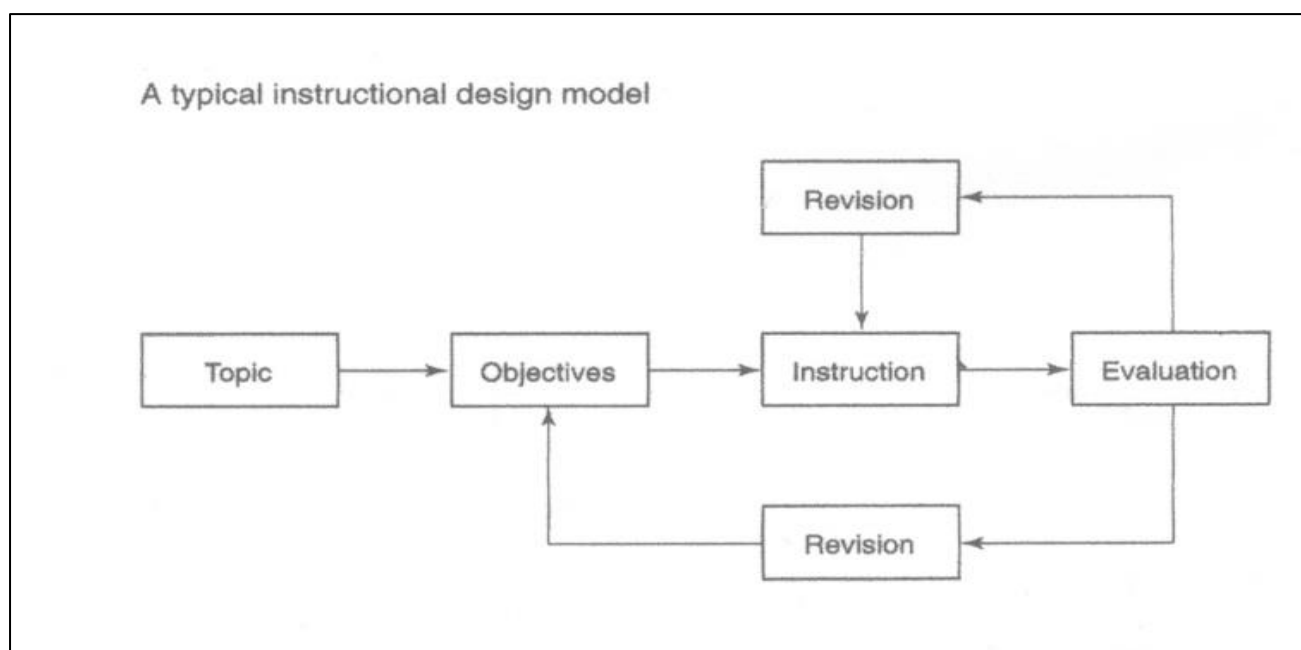 A typical instructional design model
Revision
Topic
Objectives
Instruction
Evaluation
Revision